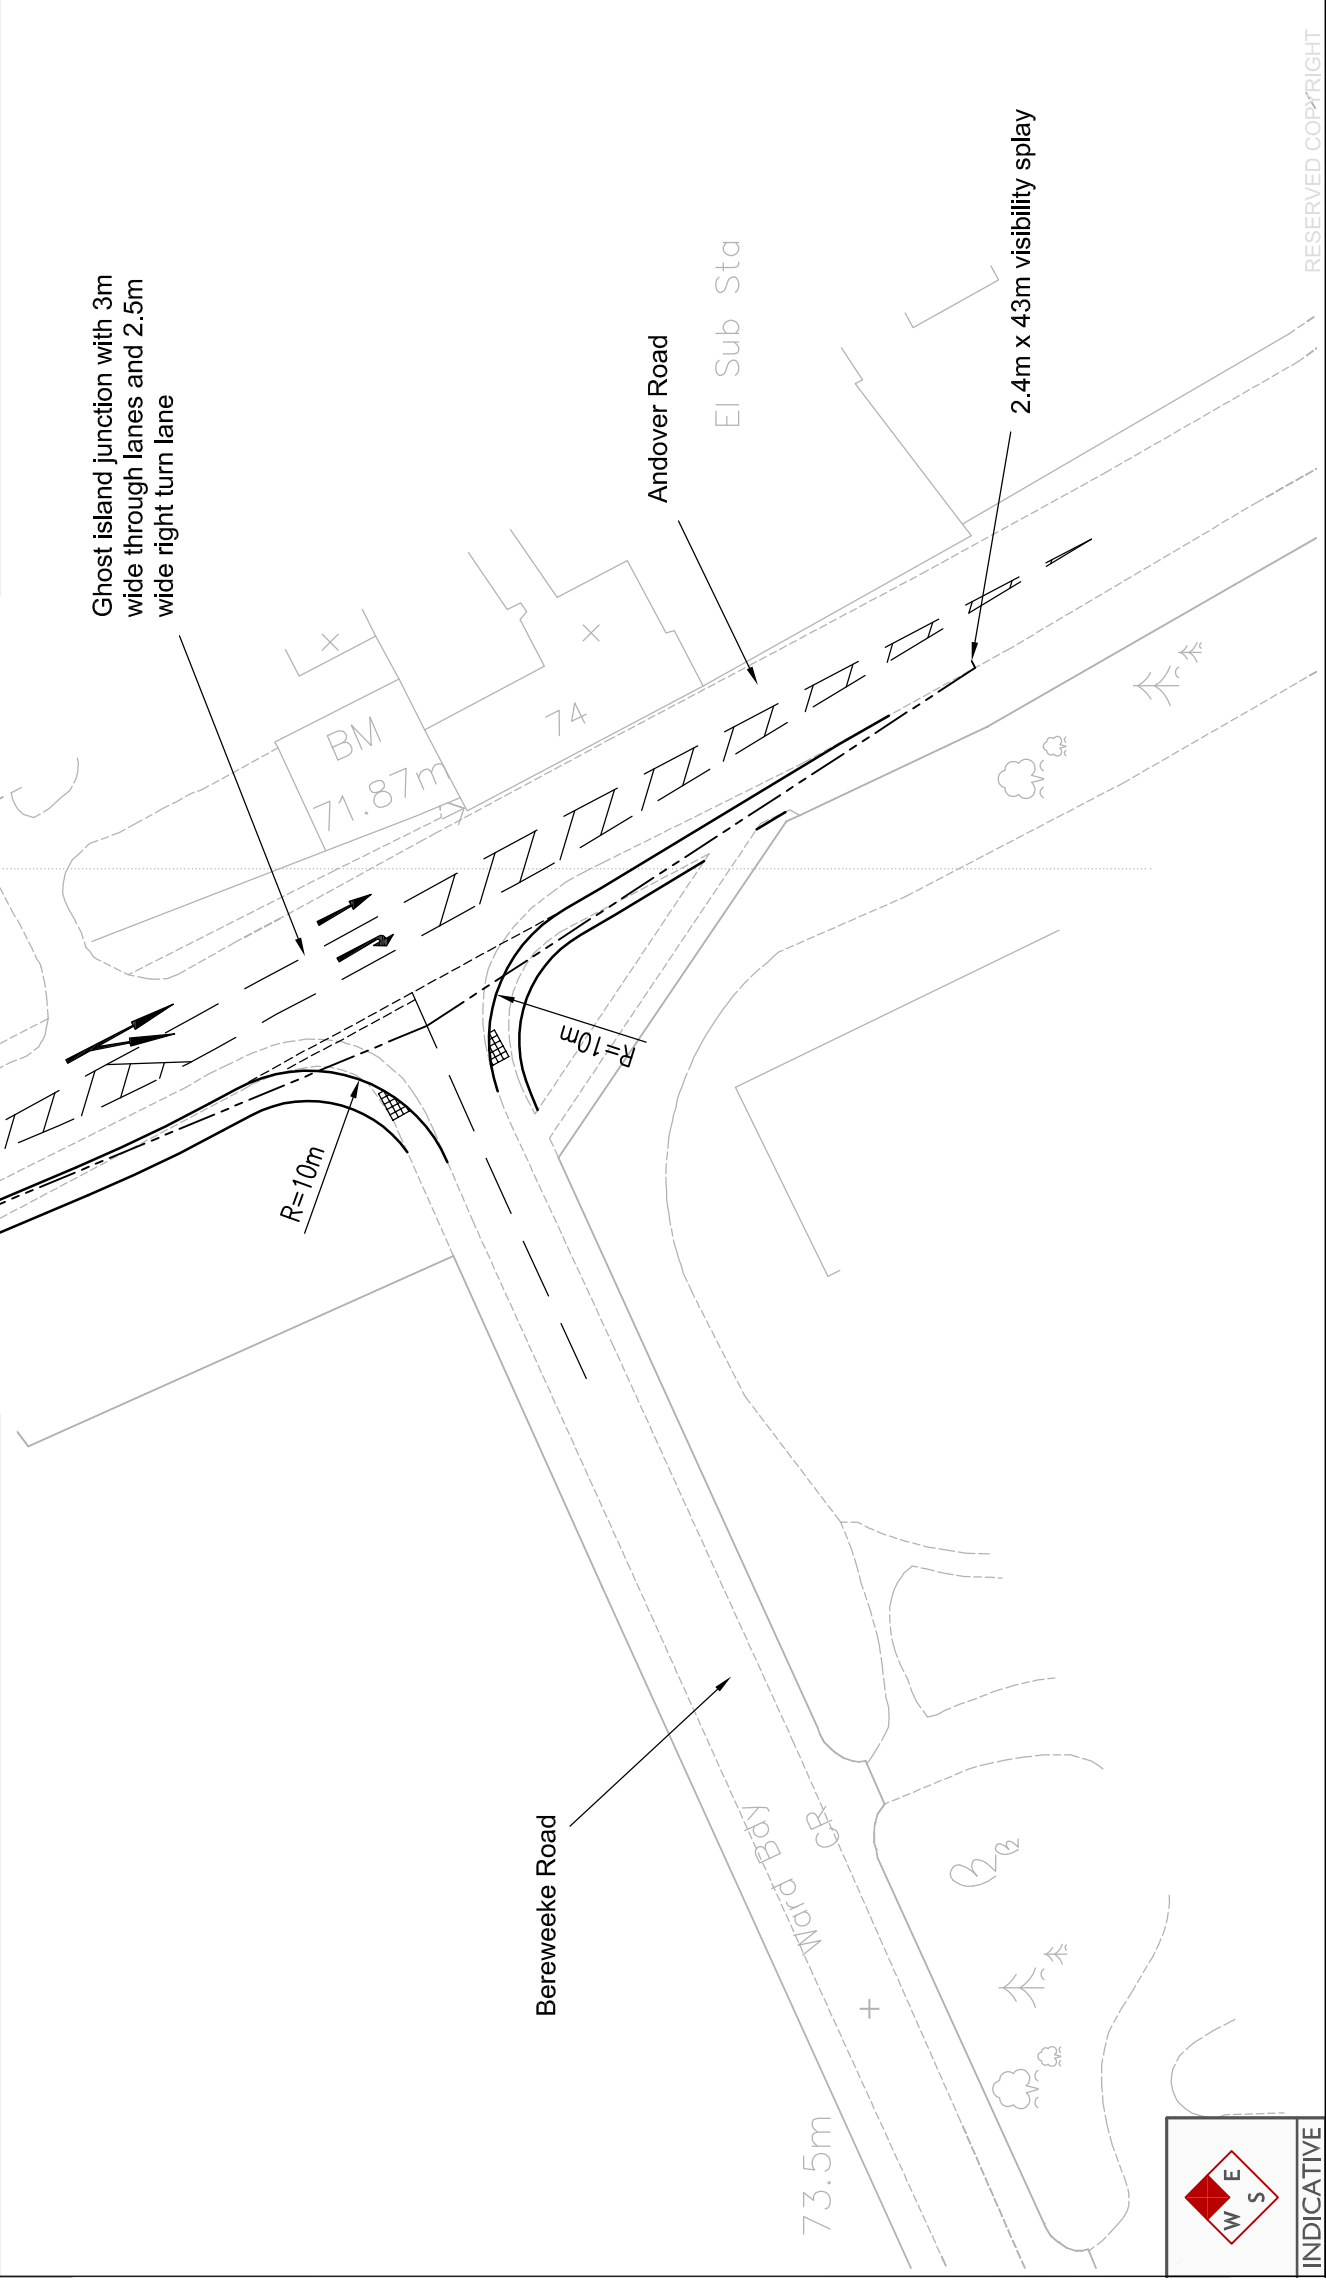 Ghost island junction with 3m
wide through lanes and 2.5m
wide right turn lane
Andover Road
El Sub Sta
2.4m x 43m visibility splay
RESERVED COPYRIGHT
BM
71.87m
74
R=10m
R=10m
Bereweeke Road
Ward Bdy
CR
73.5m
W
S
E
INDICATIVE